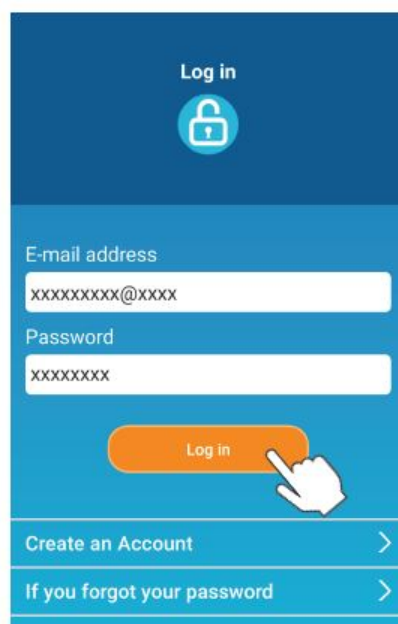 Log in
E-mail address
xxxxxxxxx@xxxx
Password
xxxxxxxx
Log in
Create an Account
If you forgot your password